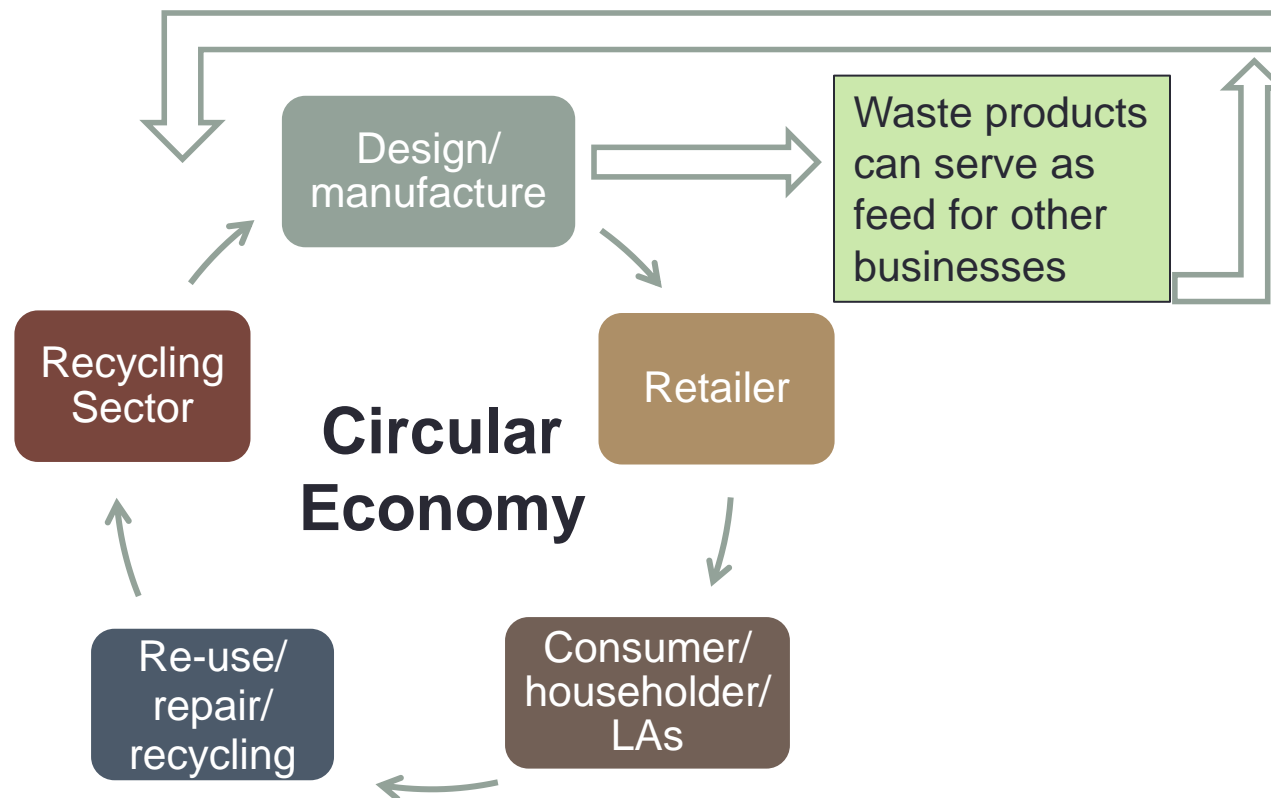 Design/
manufacture
Waste products
can serve as
feed for other
businesses
Retailer
Consumer/
householder/
LAs
Re-use/
repair/
recycling
Recycling
Sector
Circular
Economy